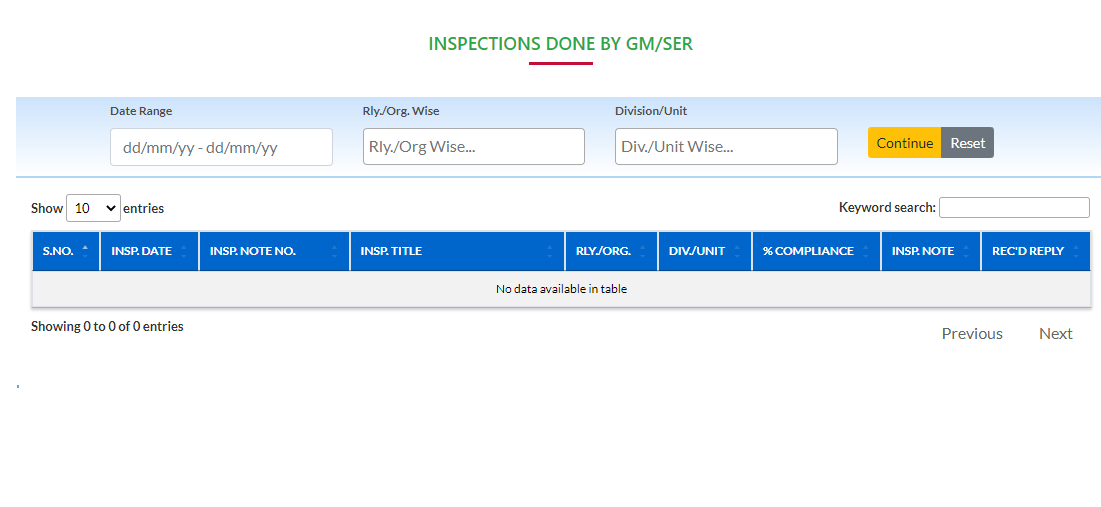 INSPECTIONS DONE BY GM/SER
Date Range Rly./Org. Wise Division/Unit
dd/mm/yy - dd/mm/yy Rly./Org Wise... Div./Unit Wise... Continue Reset
Show 10 entries Keyword search:
S.NO. INSP. DATE INSP. NOTE NO. INSP. TITLE RLY./ORG. DIV./UNIT % COMPLIANCE INSP. NOTE REC'D REPLY
No data available in table
Showing 0 to 0 of 0 entries
Previous Next
.